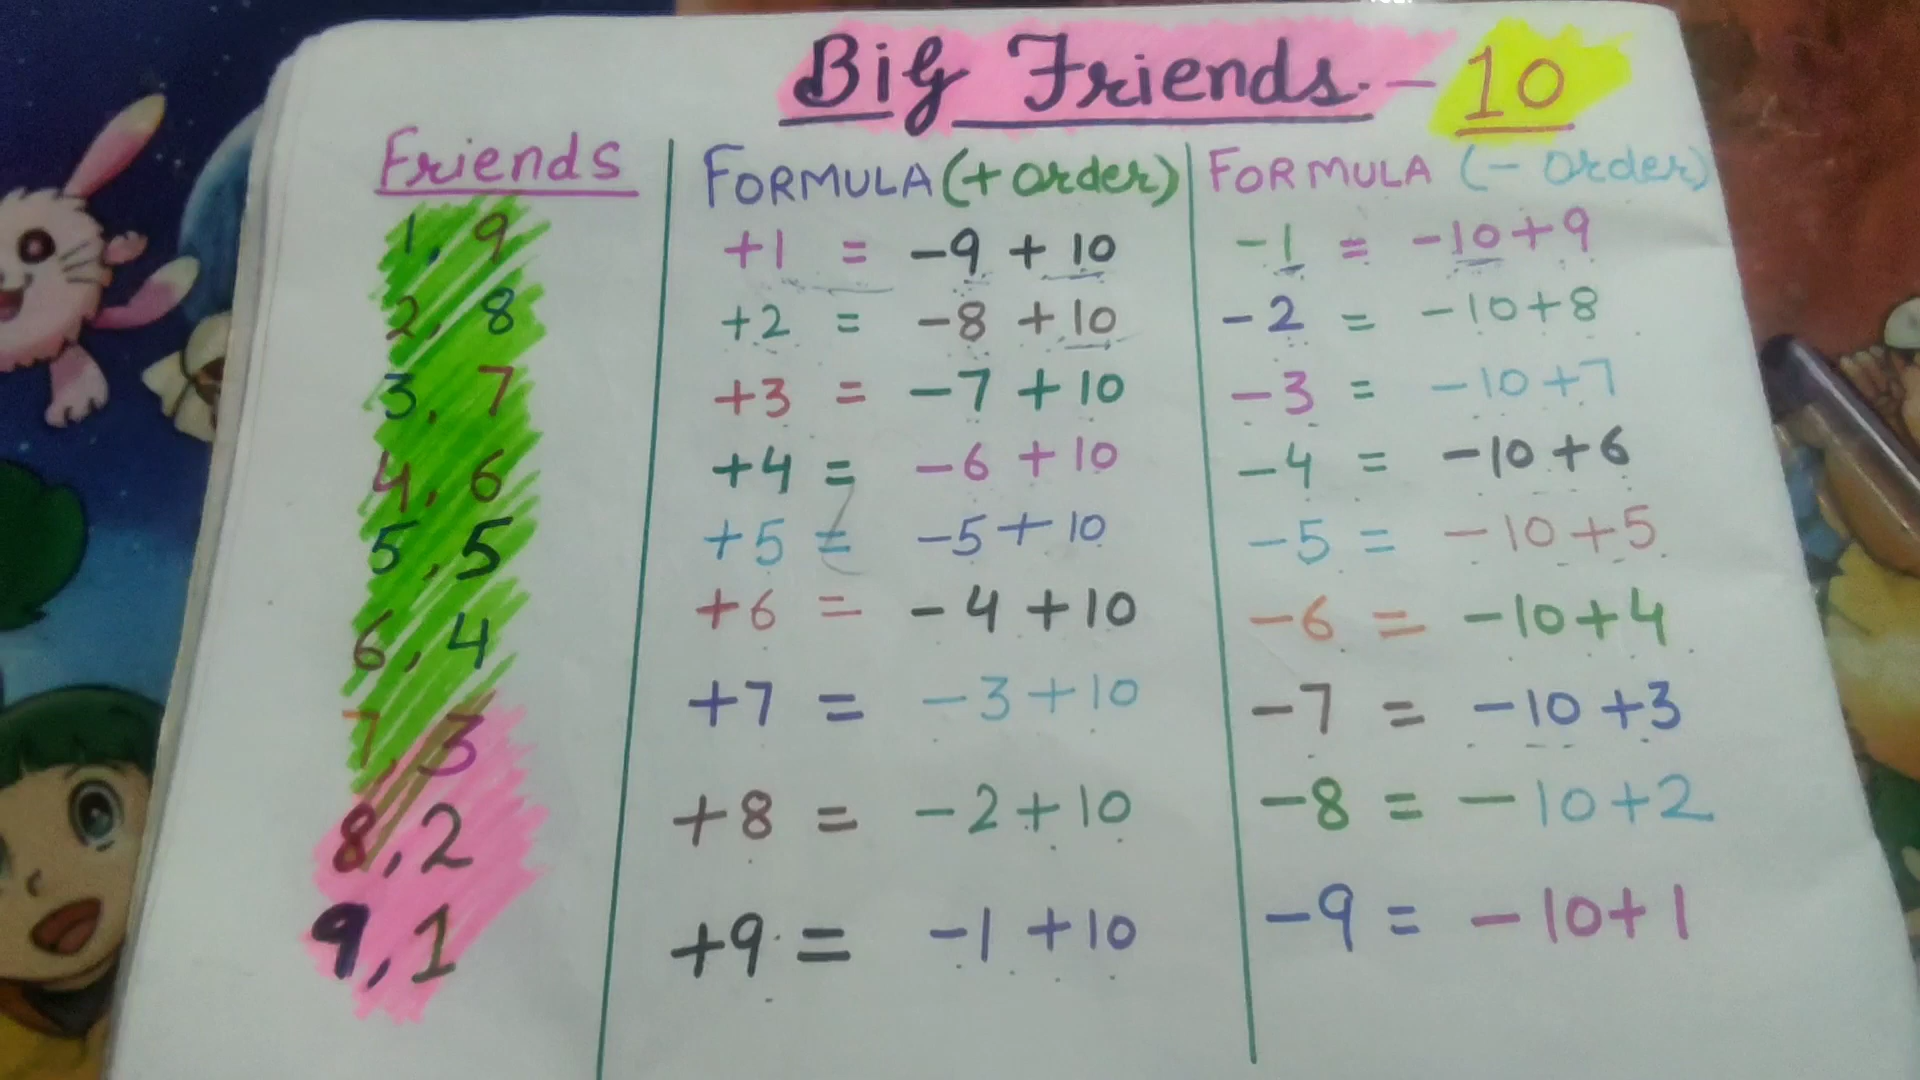 Big Friends - 10
Friends FORMULA (+ order) FORMULA (- order)
1, 9 +1 = -9 + 10 -1 = -10+9
2, 8 +2 = -8 +10 -2 = -10+8
3, 7 +3 = -7 +10 -3 = -10+7
4, 6 +4 = -6 +10 -4 = -10+6
5, 5 +5 = -5+10 -5 = -10+5
6, 4 +6 = -4+10 -6 = -10+4
7, 3 +7 = -3+10 -7 = -10+3
8, 2 +8 = -2+10 -8 = -10+2
9, 1 +9 = -1+10 -9 = -10+1